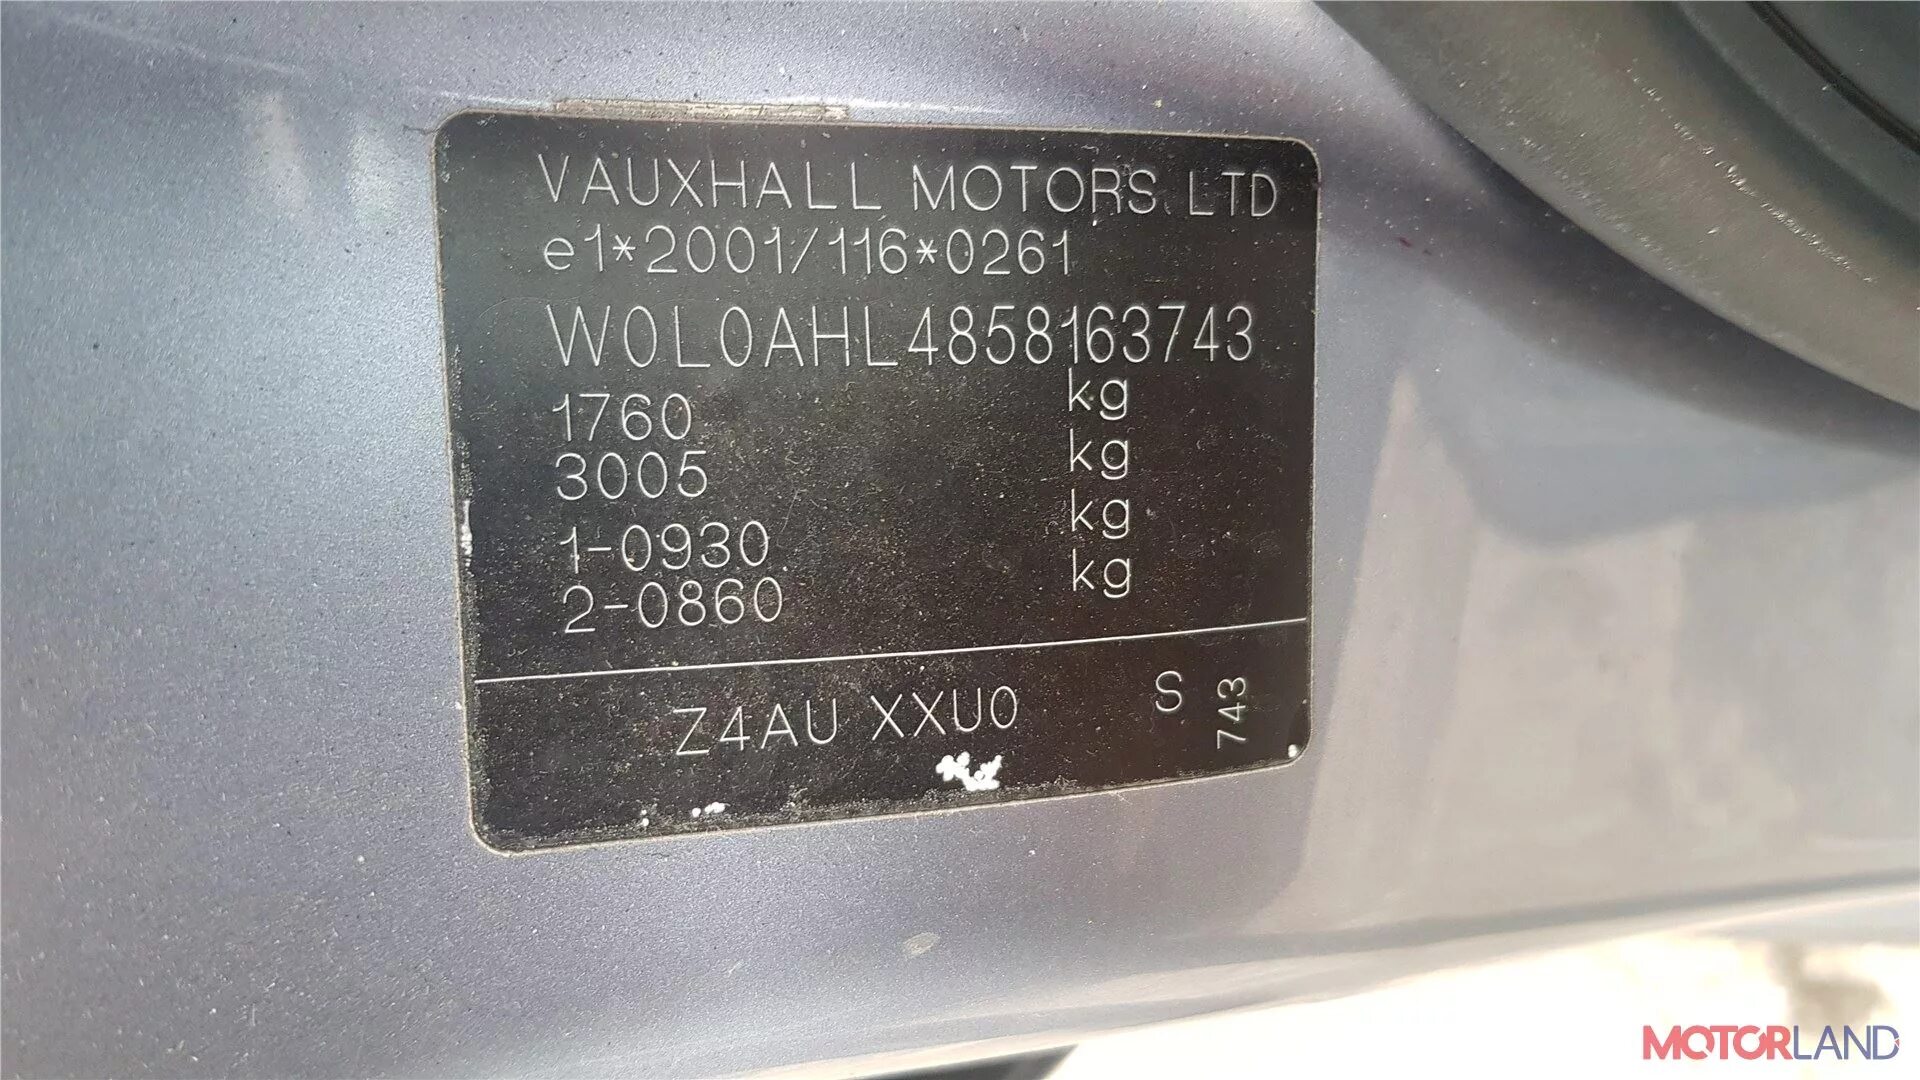 VAUXHALL MOTORS LTD
e1*2001/116*0261
W0L0AHL4858163743
1760 kg
3005 kg
1-0930 kg
2-0860 kg
Z4AU XXU0 S 743
MOTORLAND